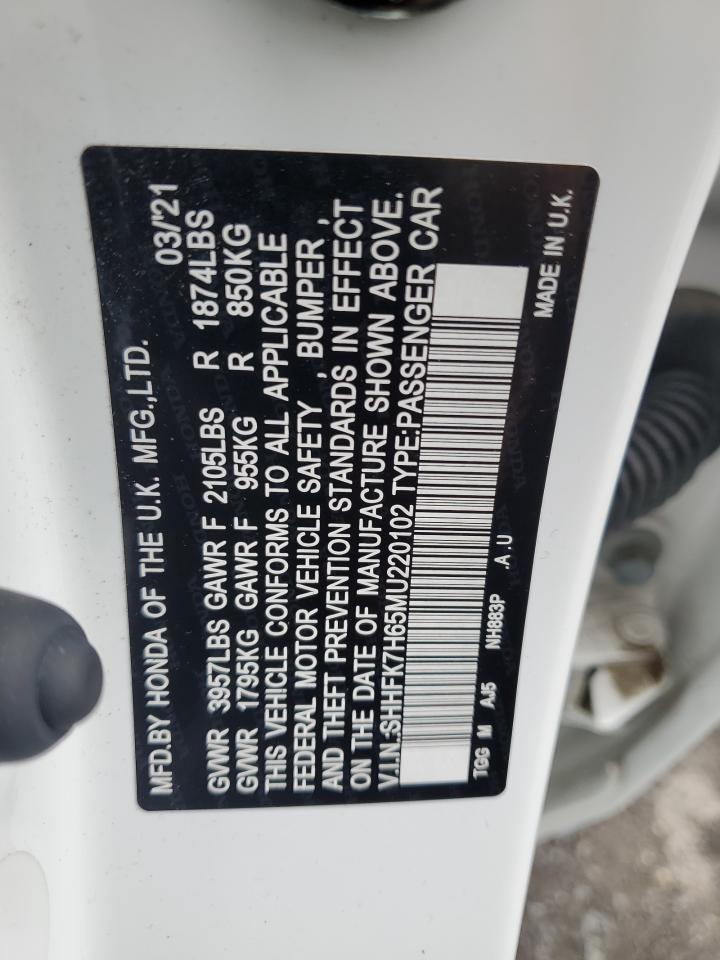 MFD.BY HONDA OF THE U.K. MFG.,LTD. 03/'21
GVWR 3957LBS GAWR F 2105LBS R 1874LBS
GVWR 1795KG GAWR F 955KG R 850KG
THIS VEHICLE CONFORMS TO ALL APPLICABLE
FEDERAL MOTOR VEHICLE SAFETY , BUMPER ,
AND THEFT PREVENTION STANDARDS IN EFFECT
ON THE DATE OF MANUFACTURE SHOWN ABOVE.
V.I.N.:SHHFK7H65MU220102 TYPE:PASSENGER CAR
TGG M AJ5 NH883P .A .U
MADE IN U.K.